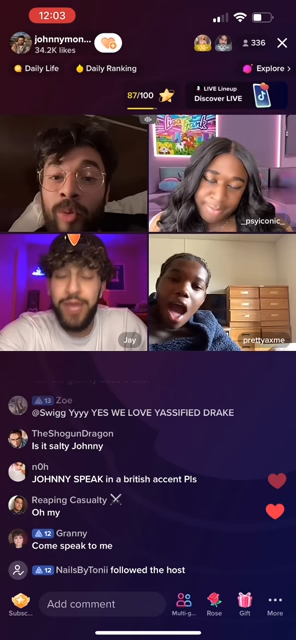 12:03
johnnymon...
34.2K likes
336
Daily Life
Daily Ranking
Explore >
87/100
LIVE Lineup
Discover LIVE
_psyiconic_
Jay
prettyaxme
13 Zoe
@Swigg Yyyy YES WE LOVE YASSIFIED DRAKE
TheShogunDragon
Is it salty Johnny
n0h
JOHNNY SPEAK in a british accent Pls
Reaping Casualty
Oh my
12 Granny
Come speak to me
12 NailsByTonii followed the host
Subsc...
Add comment
Multi-g...
Rose
Gift
More